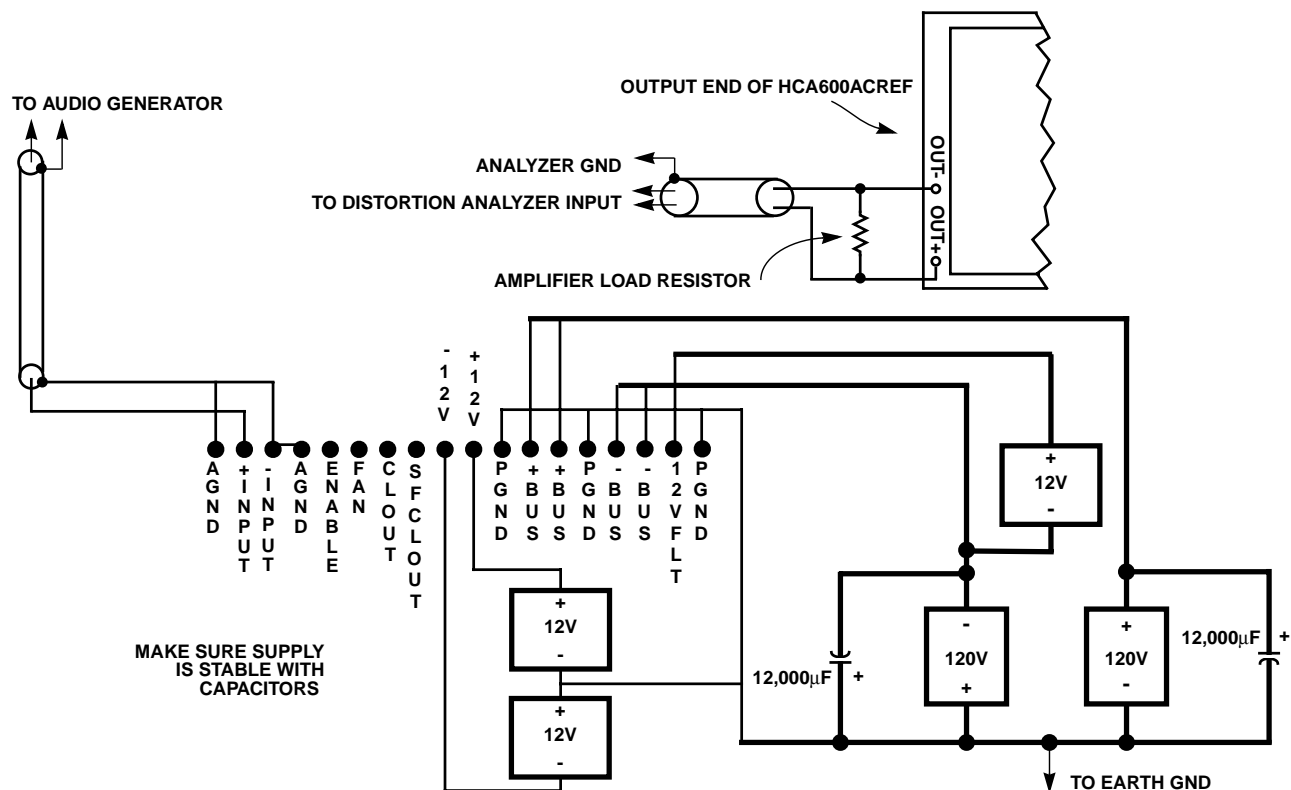 TO AUDIO GENERATOR
OUTPUT END OF HCA600ACREF
ANALYZER GND
TO DISTORTION ANALYZER INPUT
AMPLIFIER LOAD RESISTOR
OUT-
OUT+
-12V
+12V
AGND
+INPUT
-INPUT
AGND
ENABLE
FAN
CLOUT
SFCLOUT
PGND
+BUS
+BUS
PGND
-BUS
-BUS
12VFLT
PGND
+
12V
-
+
12V
-
+
12V
-
MAKE SURE SUPPLY
IS STABLE WITH
CAPACITORS
12,000µF
+
-
120V
+
+
120V
-
12,000µF
+
TO EARTH GND